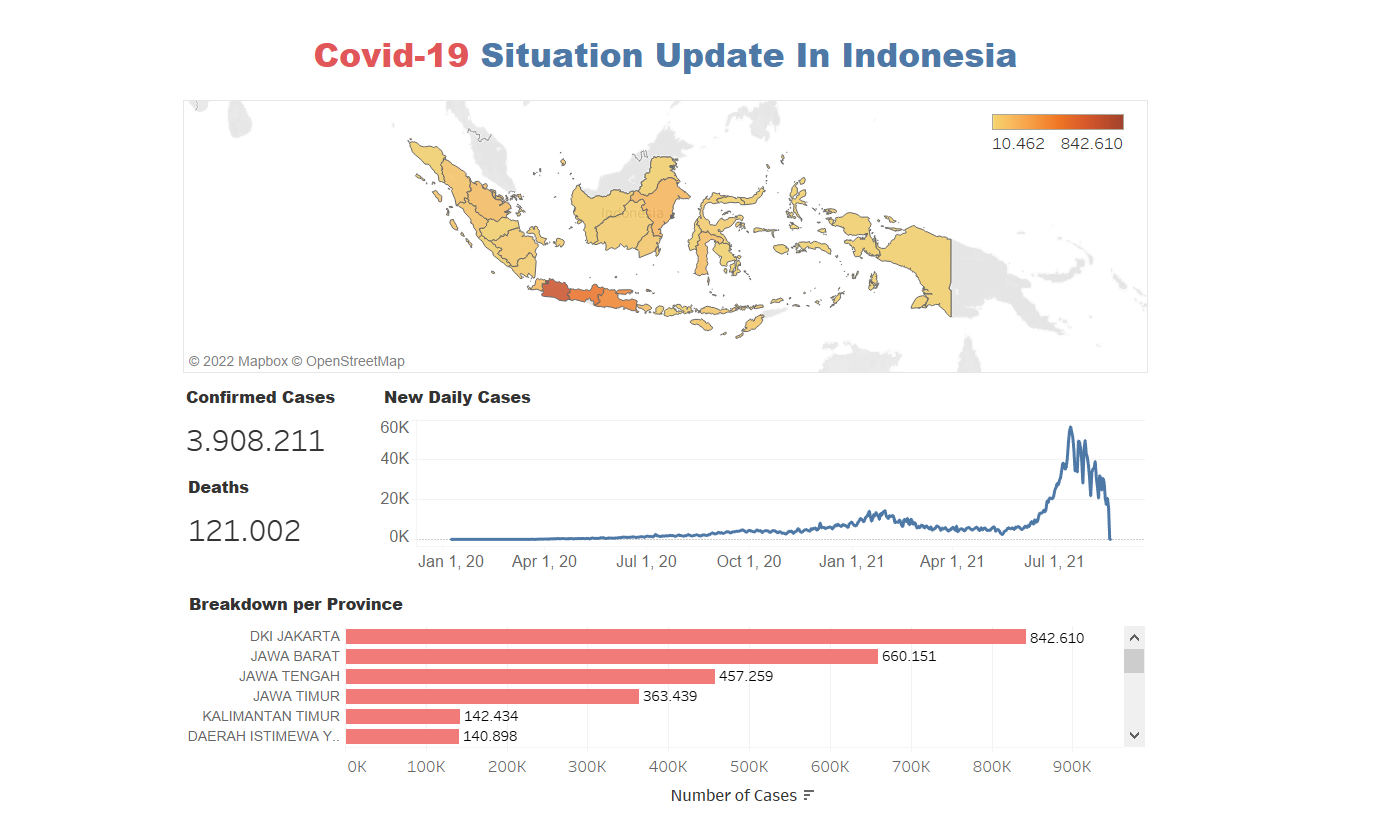 Covid-19 Situation Update In Indonesia
10.462 842.610
Indonesia
© 2022 Mapbox © OpenStreetMap
Confirmed Cases
3.908.211
Deaths
121.002
New Daily Cases
60K
40K
20K
0K
Jan 1, 20 Apr 1, 20 Jul 1, 20 Oct 1, 20 Jan 1, 21 Apr 1, 21 Jul 1, 21
Breakdown per Province
DKI JAKARTA 842.610
JAWA BARAT 660.151
JAWA TENGAH 457.259
JAWA TIMUR 363.439
KALIMANTAN TIMUR 142.434
DAERAH ISTIMEWA Y.. 140.898
0K 100K 200K 300K 400K 500K 600K 700K 800K 900K
Number of Cases